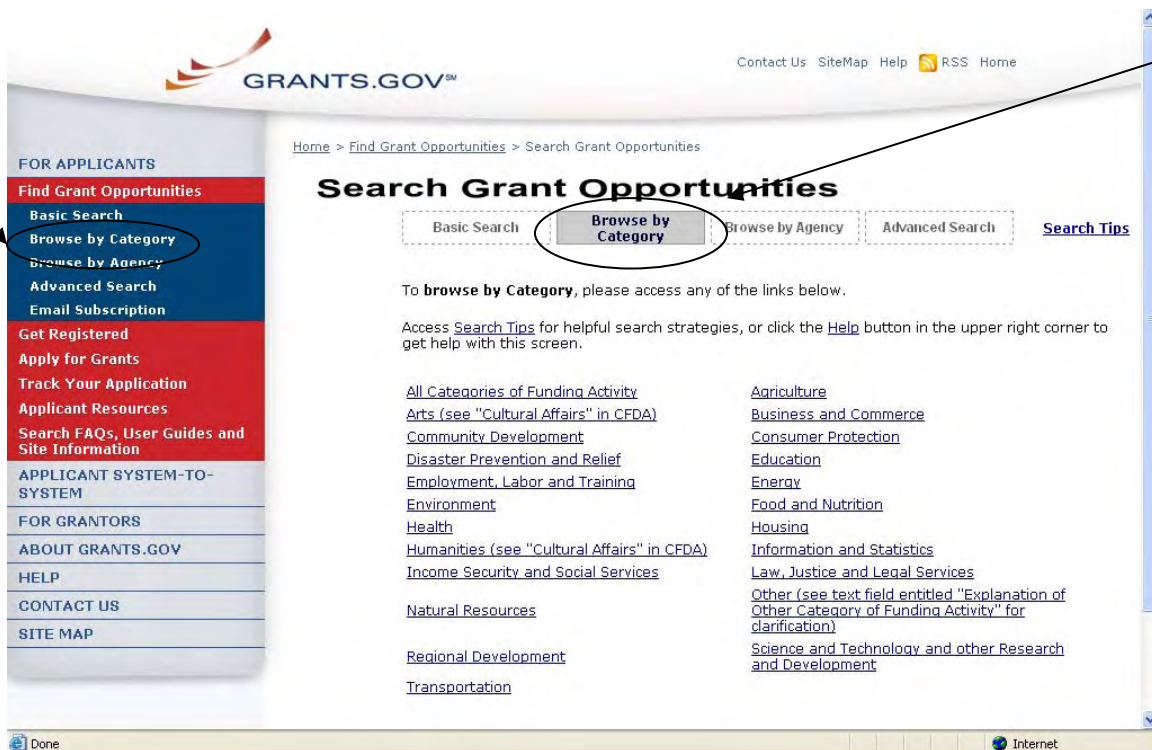 GRANTS.GOV℠
Contact Us SiteMap Help RSS Home
FOR APPLICANTS
Find Grant Opportunities
Basic Search
Browse by Category
Browse by Agency
Advanced Search
Email Subscription
Get Registered
Apply for Grants
Track Your Application
Applicant Resources
Search FAQs, User Guides and
Site Information
APPLICANT SYSTEM-TO-
SYSTEM
FOR GRANTORS
ABOUT GRANTS.GOV
HELP
CONTACT US
SITE MAP
Home > Find Grant Opportunities > Search Grant Opportunities
Search Grant Opportunities
Basic Search
Browse by
Category
Browse by Agency
Advanced Search
Search Tips
To browse by Category, please access any of the links below.
Access Search Tips for helpful search strategies, or click the Help button in the upper right corner to
get help with this screen.
All Categories of Funding Activity
Agriculture
Arts (see "Cultural Affairs" in CFDA)
Business and Commerce
Community Development
Consumer Protection
Disaster Prevention and Relief
Education
Employment, Labor and Training
Energy
Environment
Food and Nutrition
Health
Housing
Humanities (see "Cultural Affairs" in CFDA)
Information and Statistics
Income Security and Social Services
Law, Justice and Legal Services
Natural Resources
Other (see text field entitled "Explanation of
Other Category of Funding Activity" for
clarification)
Regional Development
Science and Technology and other Research
and Development
Transportation
Done
Internet